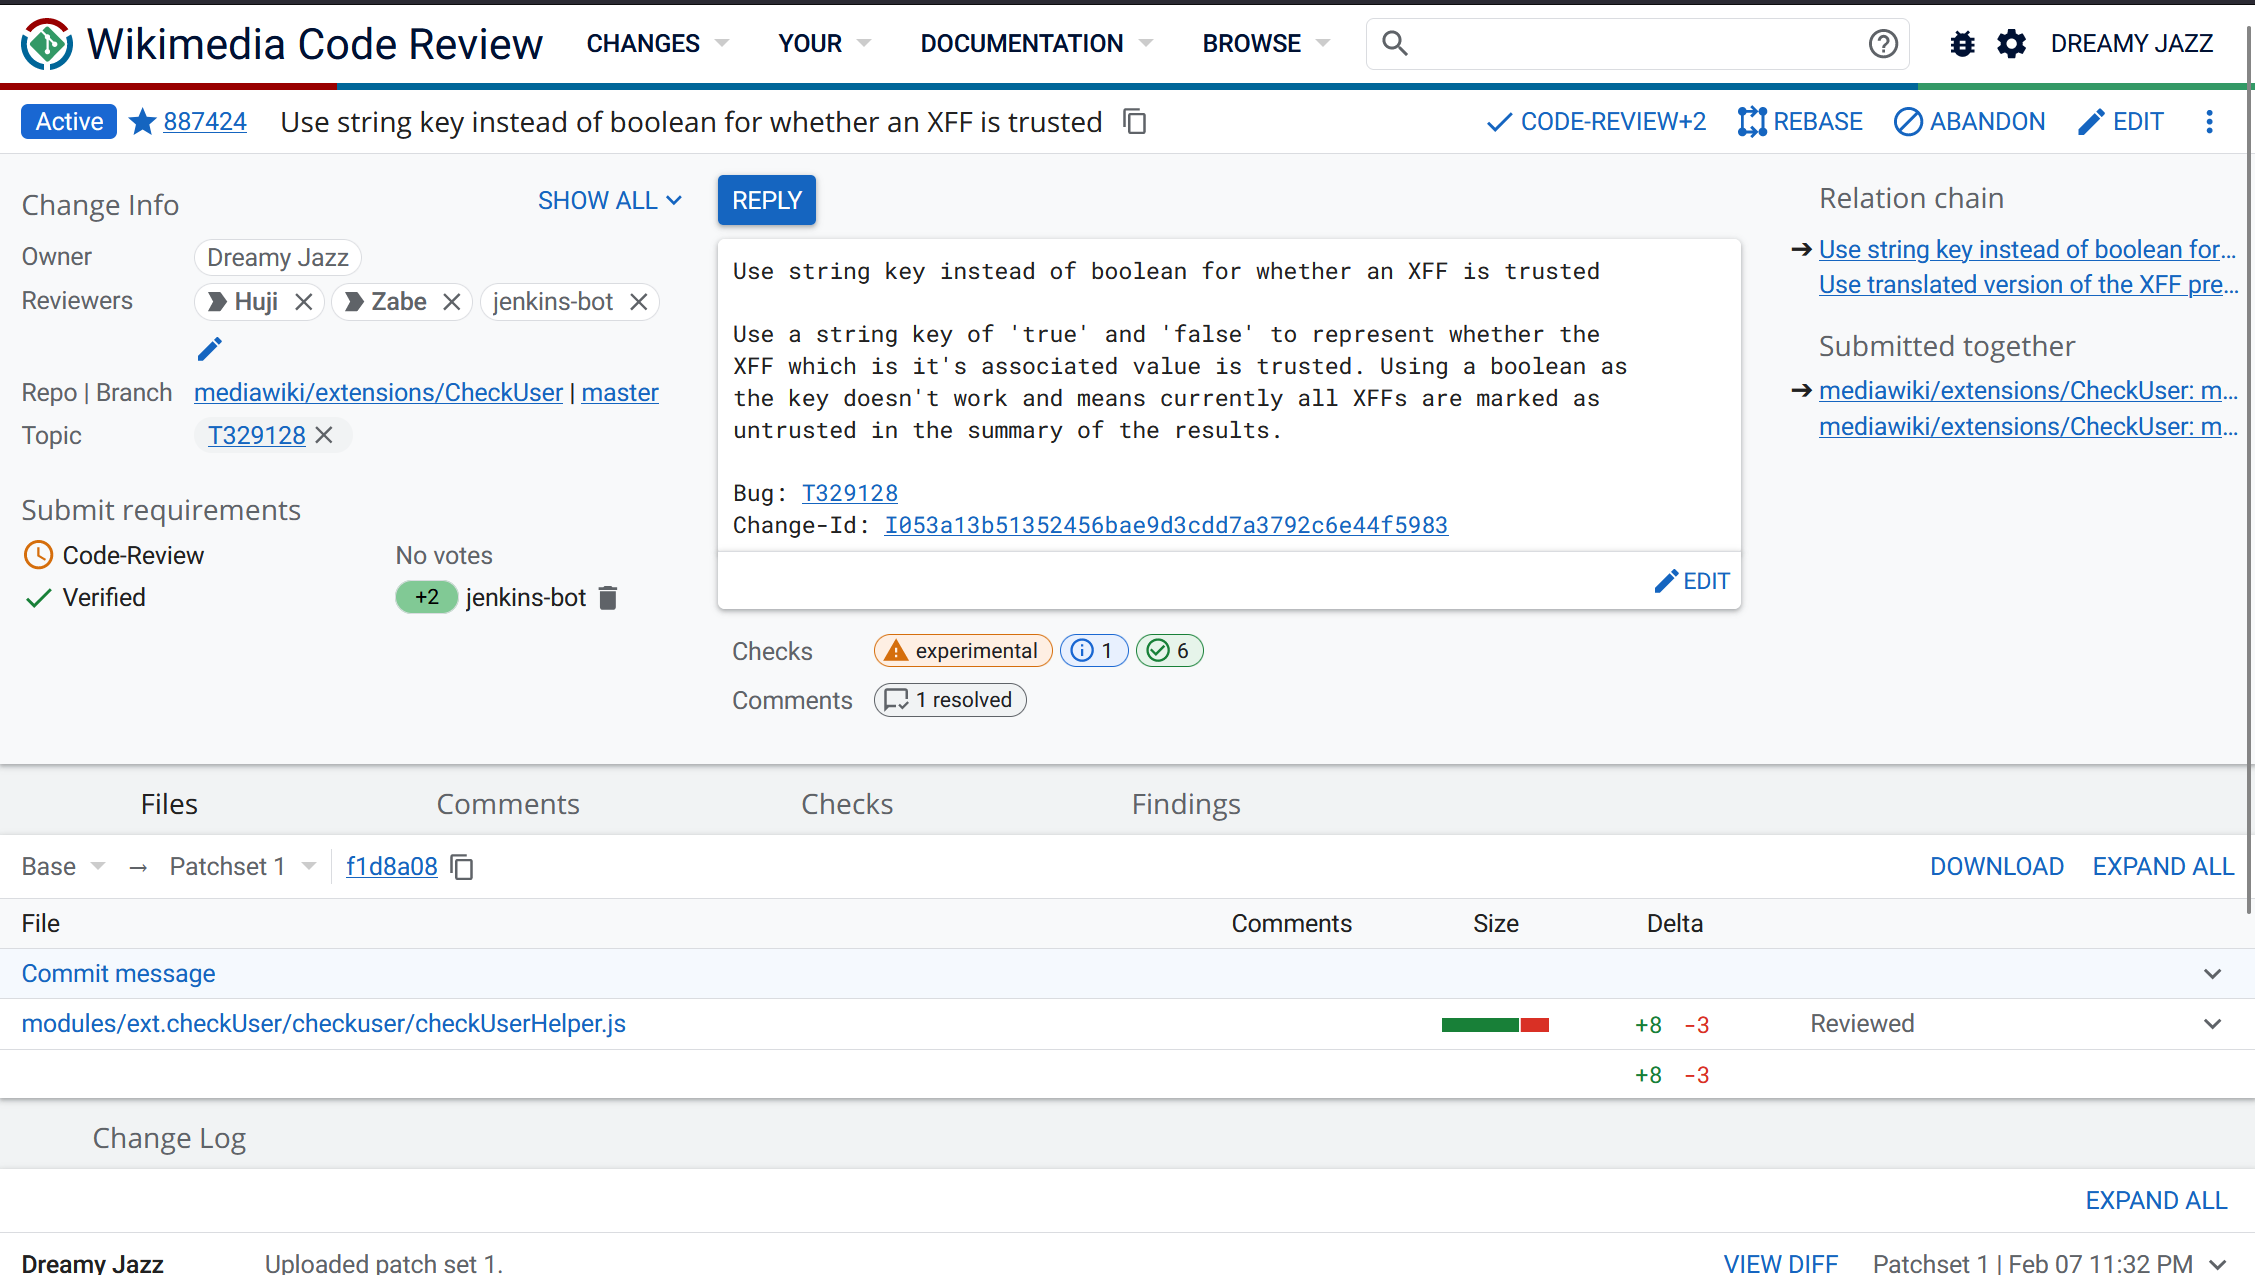 Wikimedia Code Review CHANGES YOUR DOCUMENTATION BROWSE DREAMY JAZZ
Active 887424 Use string key instead of boolean for whether an XFF is trusted CODE-REVIEW+2 REBASE ABANDON EDIT
Change Info SHOW ALL
Owner Dreamy Jazz
Reviewers Huji Zabe jenkins-bot
Repo | Branch mediawiki/extensions/CheckUser | master
Topic T329128
Submit requirements
Code-Review No votes
Verified +2 jenkins-bot
REPLY
Use string key instead of boolean for whether an XFF is trusted
Use a string key of 'true' and 'false' to represent whether the
XFF which is it's associated value is trusted. Using a boolean as
the key doesn't work and means currently all XFFs are marked as
untrusted in the summary of the results.
Bug: T329128
Change-Id: I053a13b51352456bae9d3cdd7a3792c6e44f5983
EDIT
Checks experimental 1 6
Comments 1 resolved
Relation chain
Use string key instead of boolean for...
Use translated version of the XFF pre...
Submitted together
mediawiki/extensions/CheckUser: m...
mediawiki/extensions/CheckUser: m...
Files Comments Checks Findings
Base → Patchset 1 f1d8a08 DOWNLOAD EXPAND ALL
File Comments Size Delta
Commit message
modules/ext.checkUser/checkuser/checkUserHelper.js +8 -3 Reviewed
+8 -3
Change Log
EXPAND ALL
Dreamy Jazz Uploaded patch set 1. VIEW DIFF Patchset 1 | Feb 07 11:32 PM